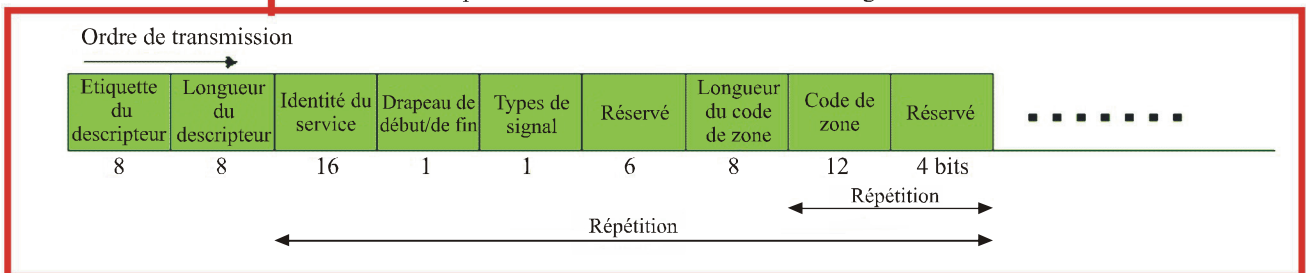 Ordre de transmission
Etiquette
du
descripteur
Longueur
du
descripteur
Identité du
service
Drapeau de
début/de fin
Types de
signal
Réservé
Longueur
du code
de zone
Code de
zone
Réservé
8 8 16 1 1 6 8 12 4 bits
Répétition
Répétition